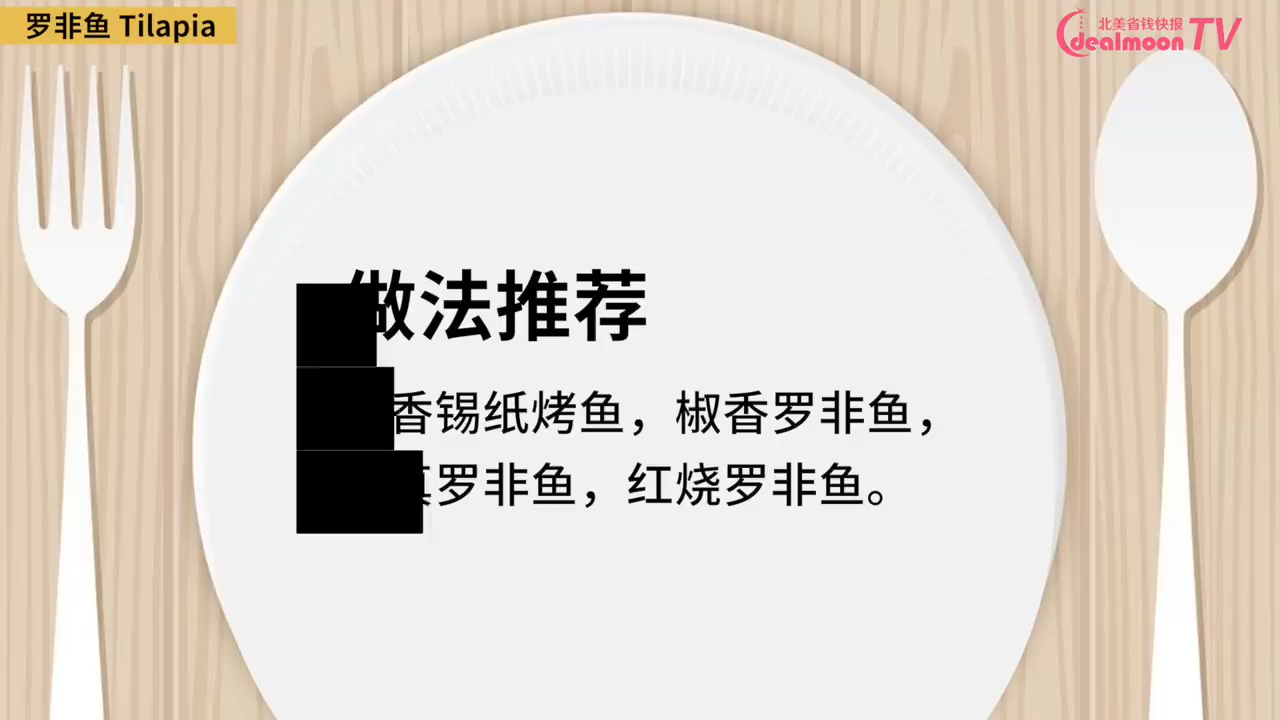 罗非鱼 Tilapia
北美省钱快报
dealmoon TV
做法推荐
香锡纸烤鱼，椒香罗非鱼，
罗非鱼，红烧罗非鱼。